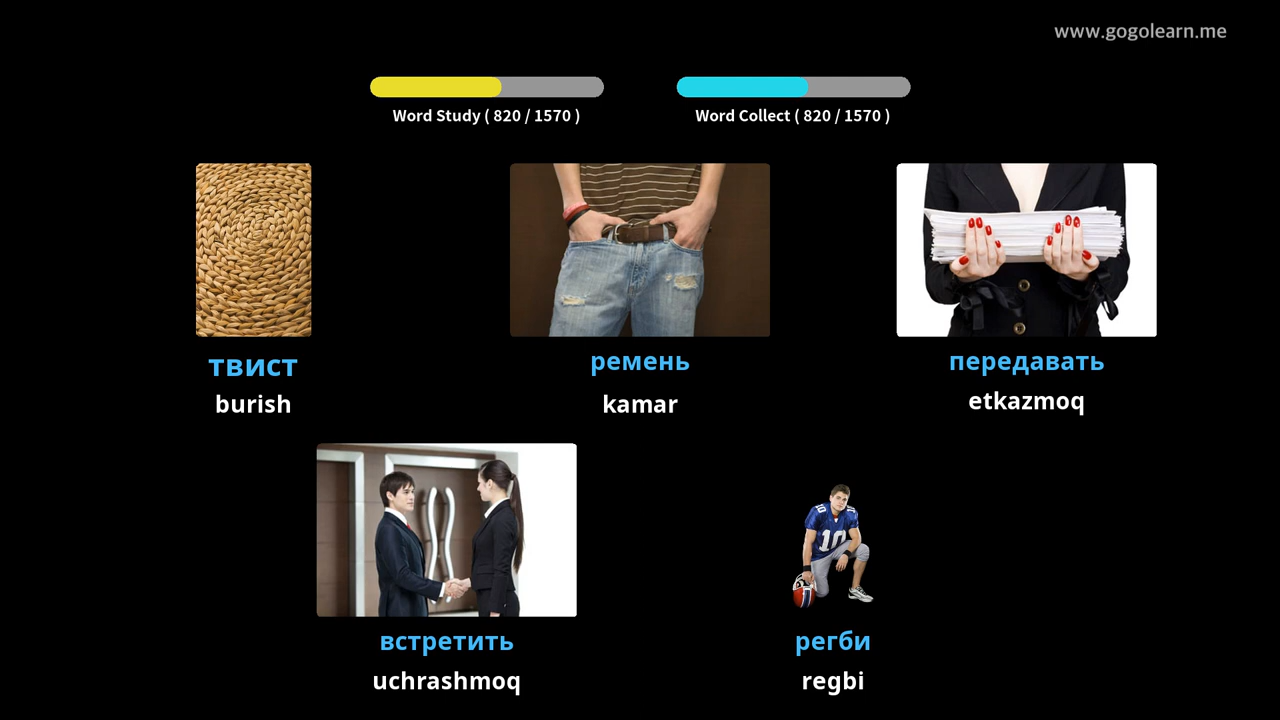 www.gogolearn.me
Word Study ( 820 / 1570 )
Word Collect ( 820 / 1570 )
твист
burish
ремень
kamar
передавать
etkazmoq
встретить
uchrashmoq
10
регби
regbi